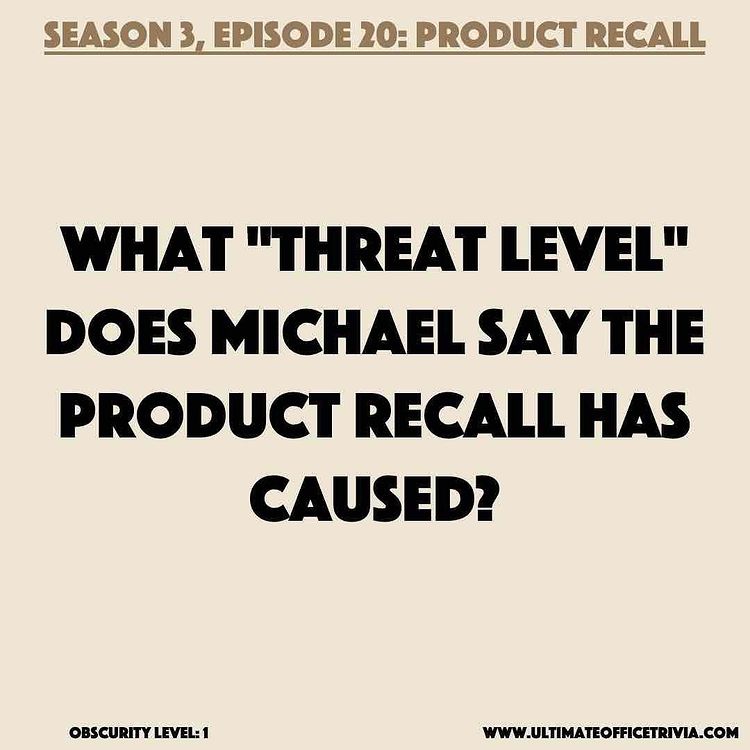 SEASON 3, EPISODE 20: PRODUCT RECALL
WHAT "THREAT LEVEL"
DOES MICHAEL SAY THE
PRODUCT RECALL HAS
CAUSED?
OBSCURITY LEVEL: 1
WWW.ULTIMATEOFFICETRIVIA.COM